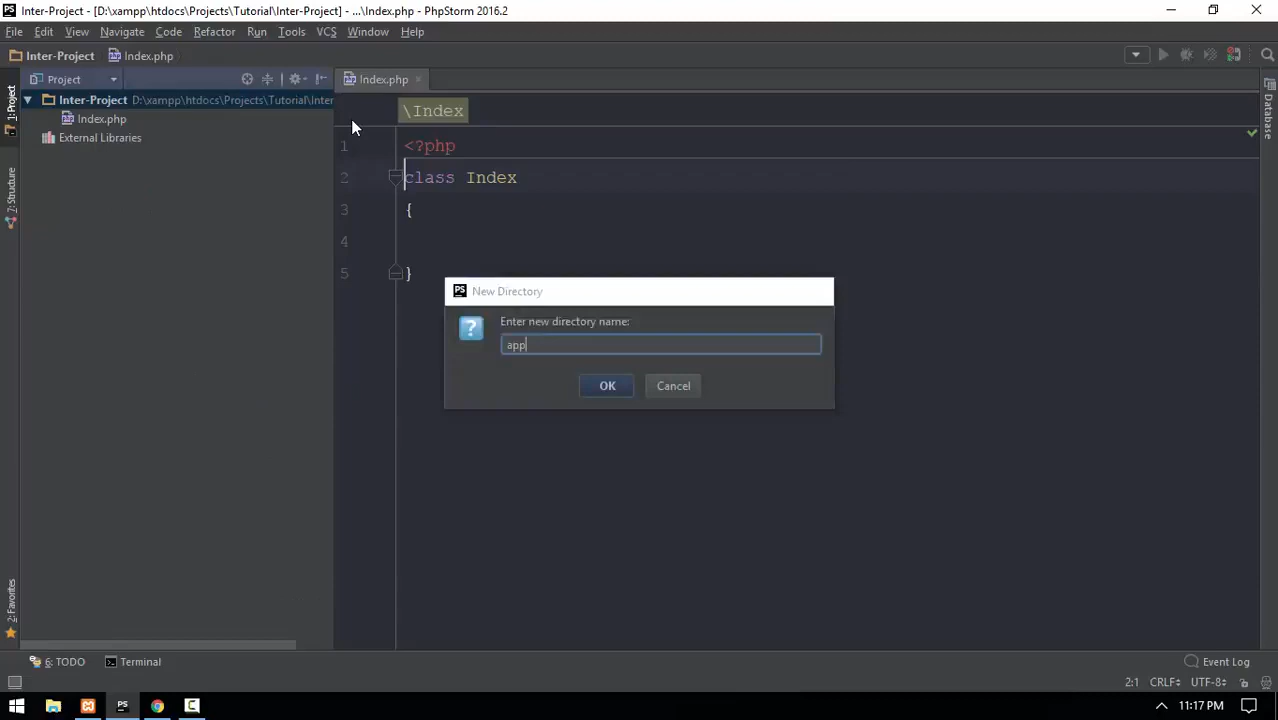 Inter-Project - [D:\xampp\htdocs\Projects\Tutorial\Inter-Project] - ...\Index.php - PhpStorm 2016.2
File Edit View Navigate Code Refactor Run Tools VCS Window Help
Inter-Project Index.php
Project
Index.php
1: Project
Inter-Project D:\xampp\htdocs\Projects\Tutorial\Inter
Index.php
External Libraries
7: Structure
2: Favorites
Database
\Index
1 <?php
2 class Index
3 {
4
5 }
PS New Directory
Enter new directory name:
app
OK Cancel
6: TODO Terminal Event Log
2:1 CRLF UTF-8
PS 11:17 PM